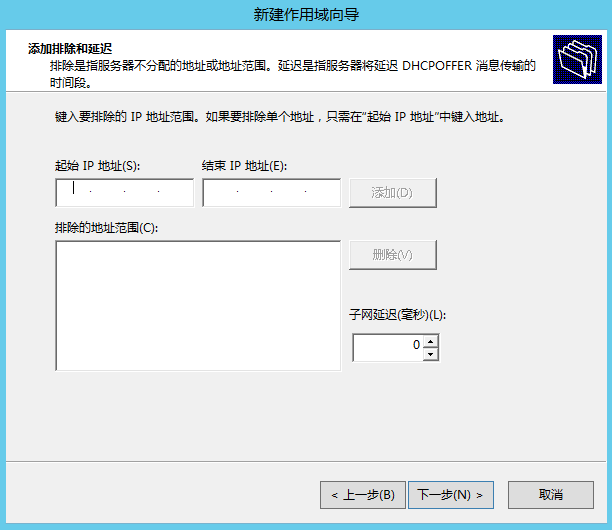 新建作用域向导
添加排除和延迟
排除是指服务器不分配的地址或地址范围。延迟是指服务器将延迟 DHCPOFFER 消息传输的
时间段。
键入要排除的 IP 地址范围。如果要排除单个地址，只需在"起始 IP 地址"中键入地址。
起始 IP 地址(S):
结束 IP 地址(E):
添加(D)
排除的地址范围(C):
删除(V)
子网延迟(毫秒)(L):
0
< 上一步(B)
下一步(N) >
取消